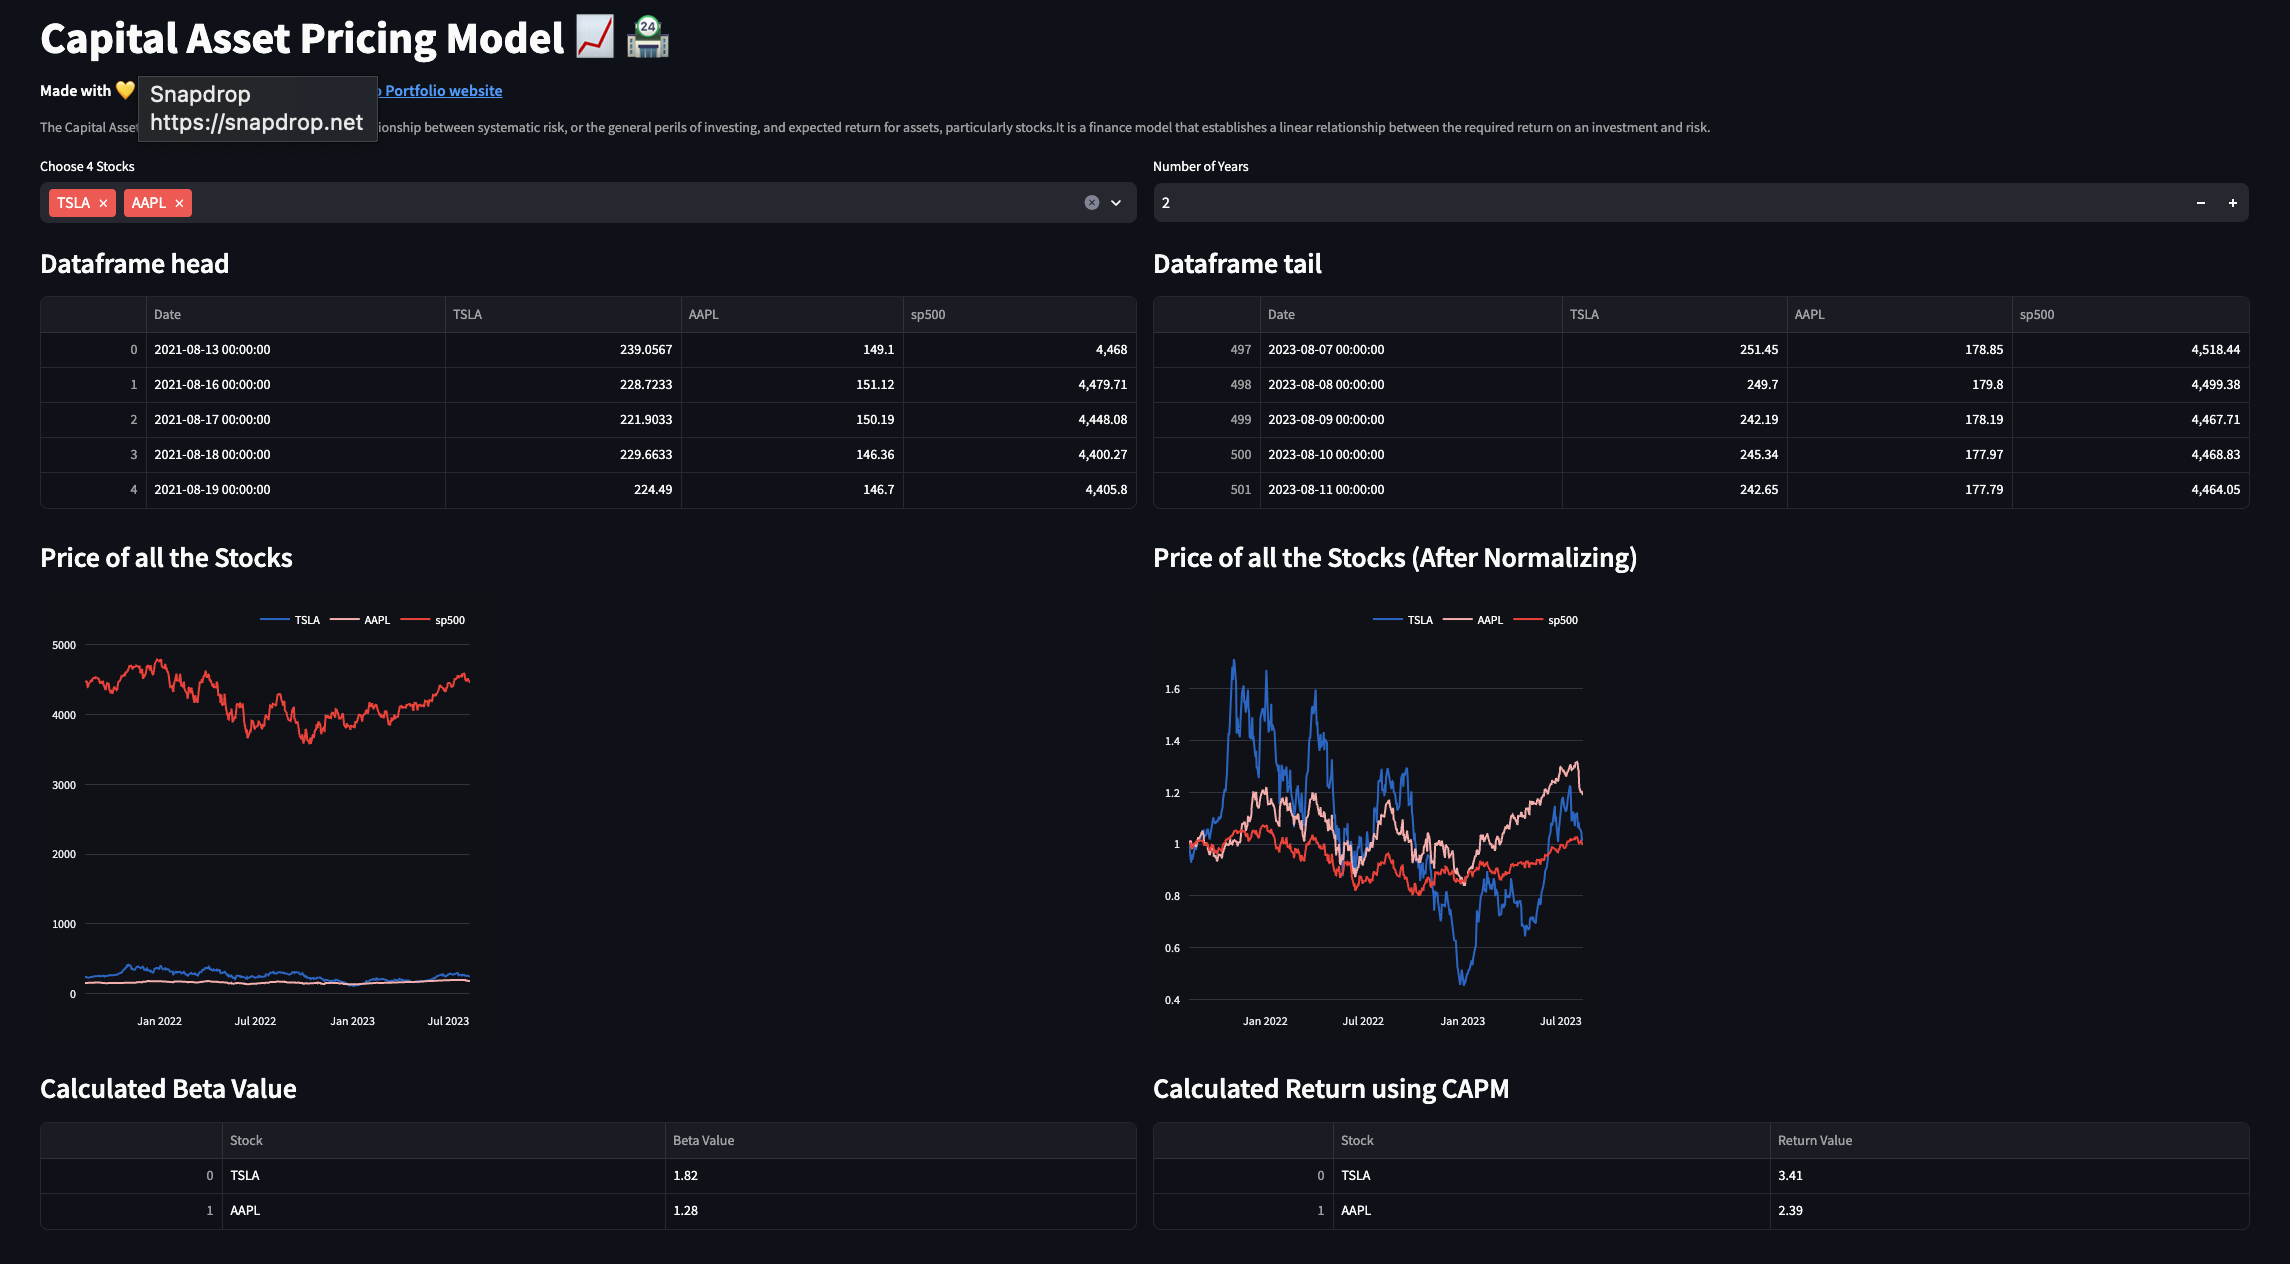 Capital Asset Pricing Model
24
Made with Portfolio website
Snapdrop
https://snapdrop.net
The Capital Asset onship between systematic risk, or the general perils of investing, and expected return for assets, particularly stocks.It is a finance model that establishes a linear relationship between the required return on an investment and risk.
Choose 4 Stocks
TSLA AAPL
Number of Years
2
Dataframe head
Date TSLA AAPL sp500
0 2021-08-13 00:00:00 239.0567 149.1 4,468
1 2021-08-16 00:00:00 228.7233 151.12 4,479.71
2 2021-08-17 00:00:00 221.9033 150.19 4,448.08
3 2021-08-18 00:00:00 229.6633 146.36 4,400.27
4 2021-08-19 00:00:00 224.49 146.7 4,405.8
Dataframe tail
Date TSLA AAPL sp500
497 2023-08-07 00:00:00 251.45 178.85 4,518.44
498 2023-08-08 00:00:00 249.7 179.8 4,499.38
499 2023-08-09 00:00:00 242.19 178.19 4,467.71
500 2023-08-10 00:00:00 245.34 177.97 4,468.83
501 2023-08-11 00:00:00 242.65 177.79 4,464.05
Price of all the Stocks
TSLA AAPL sp500
5000
4000
3000
2000
1000
0
Jan 2022 Jul 2022 Jan 2023 Jul 2023
Price of all the Stocks (After Normalizing)
TSLA AAPL sp500
1.6
1.4
1.2
1
0.8
0.6
0.4
Jan 2022 Jul 2022 Jan 2023 Jul 2023
Calculated Beta Value
Stock Beta Value
0 TSLA 1.82
1 AAPL 1.28
Calculated Return using CAPM
Stock Return Value
0 TSLA 3.41
1 AAPL 2.39